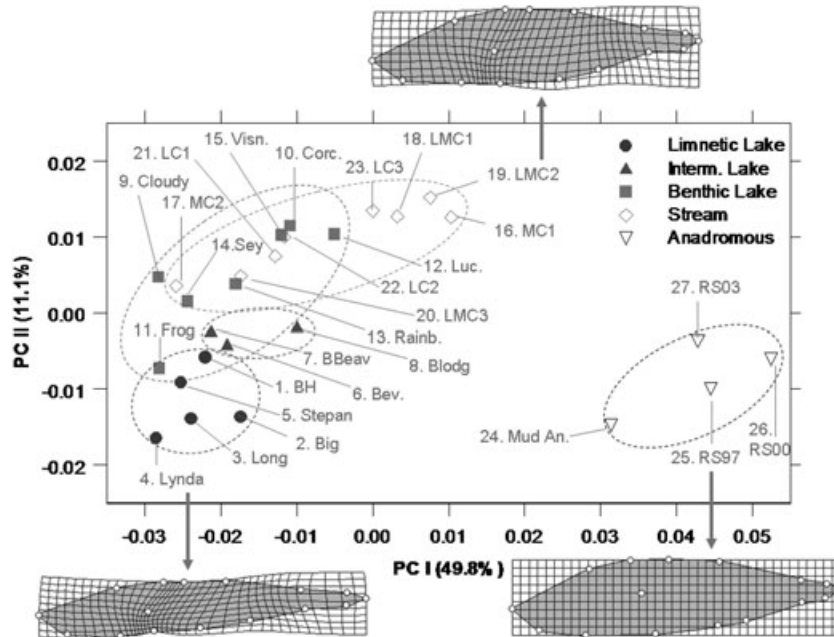 0.02
0.01
0.00
-0.01
-0.02
PC II (11.1%)
15. Visn.
10. Corc.
18. LMC1
21. LC1
23. LC3
9. Cloudy
19. LMC2
17. MC2
16. MC1
14.Sey
12. Luc.
22. LC2
20. LMC3
11. Frog
13. Rainb.
7. BBeav
8. Blodg
1. BH
6. Bev.
5. Stepan
2. Big
3. Long
4. Lynda
Limnetic Lake
Interm. Lake
Benthic Lake
Stream
Anadromous
27. RS03
24. Mud An.
26.
RS00
25. RS97
-0.03 -0.02 -0.01 0.00 0.01 0.02 0.03 0.04 0.05
PC I (49.8% )